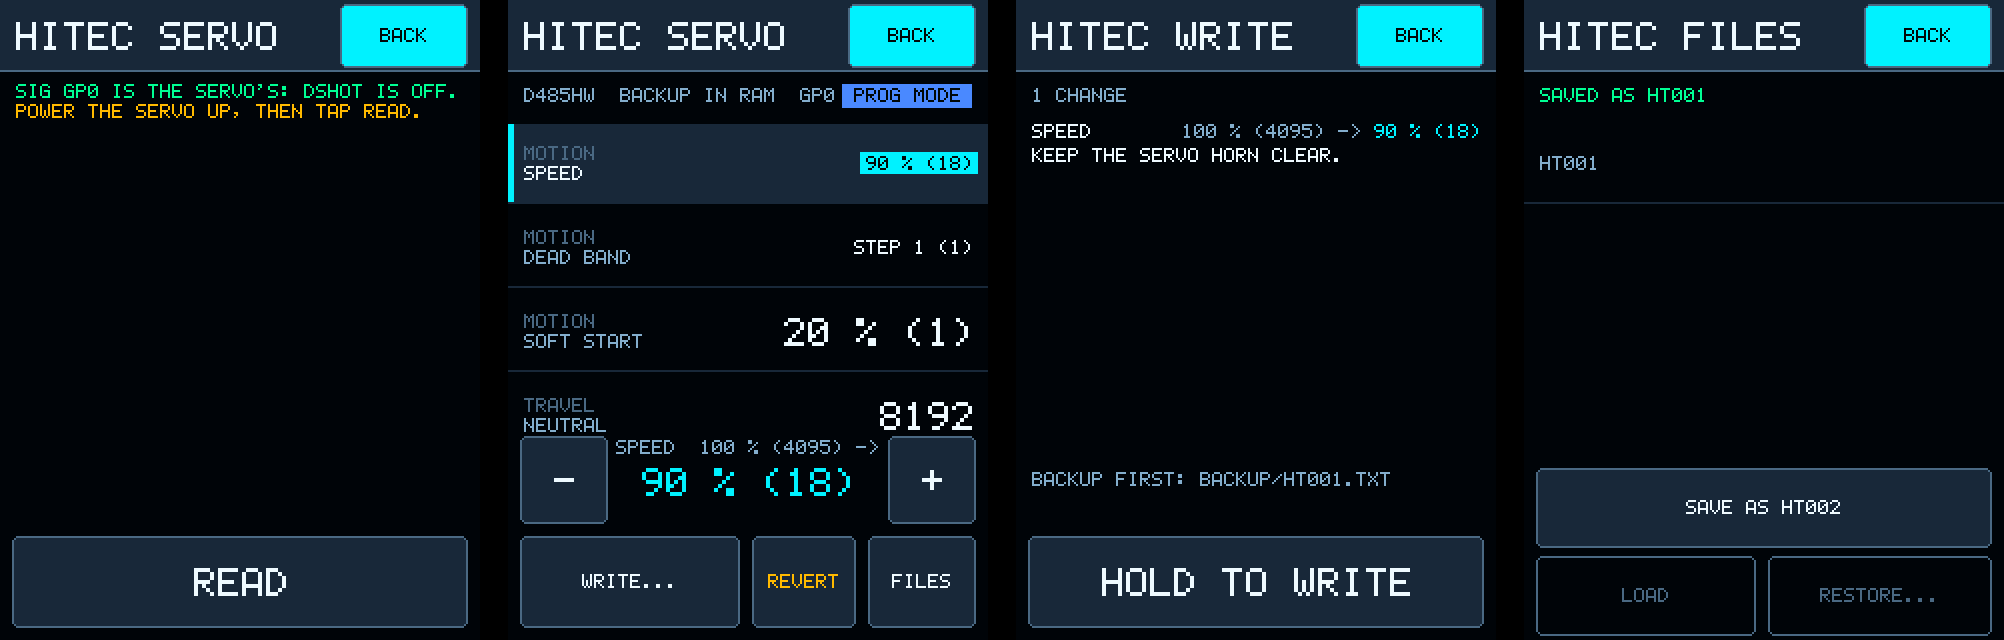 HITEC SERVO
BACK
SIG GP0 IS THE SERVO'S: DSHOT IS OFF.
POWER THE SERVO UP, THEN TAP READ.
READ
HITEC SERVO
BACK
D485HW BACKUP IN RAM GP0 PROG MODE
MOTION
SPEED
90 % (18)
MOTION
DEAD BAND
STEP 1 (1)
MOTION
SOFT START
20 % (1)
TRAVEL
NEUTRAL
8192
−
SPEED 100 % (4095) ->
90 % (18)
+
WRITE...
REVERT
FILES
HITEC WRITE
BACK
1 CHANGE
SPEED 100 % (4095) -> 90 % (18)
KEEP THE SERVO HORN CLEAR.
BACKUP FIRST: BACKUP/HT001.TXT
HOLD TO WRITE
HITEC FILES
BACK
SAVED AS HT001
HT001
SAVE AS HT002
LOAD
RESTORE...